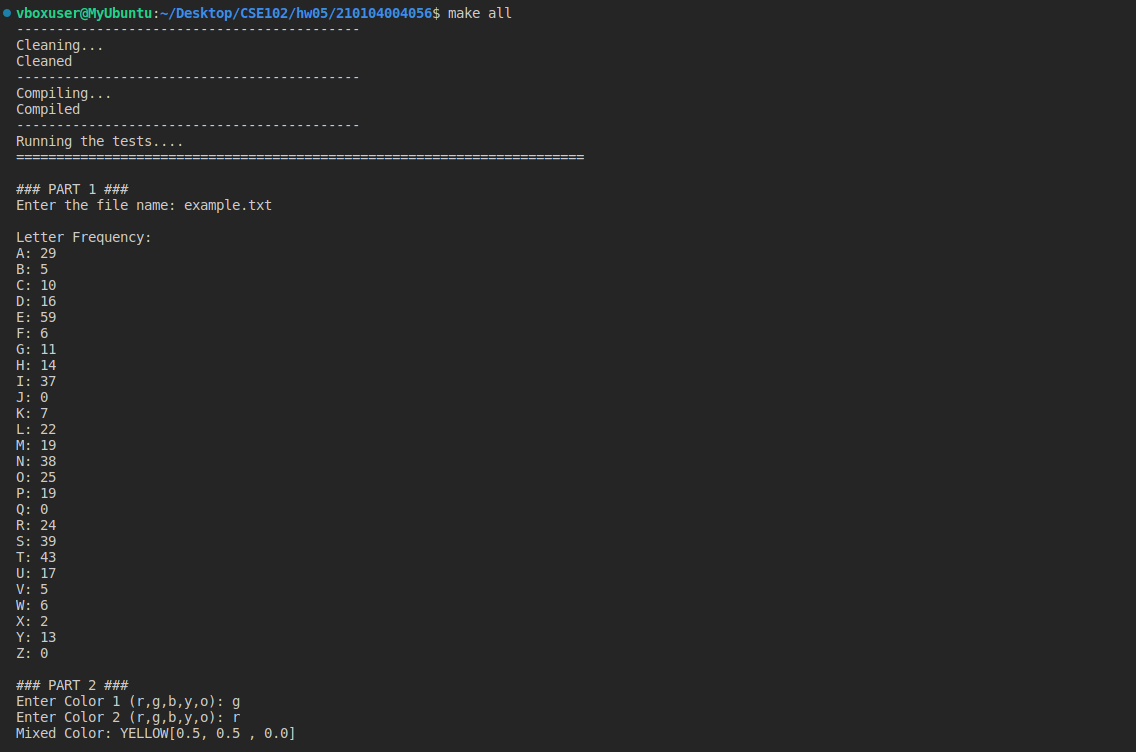 vboxuser@MyUbuntu:~/Desktop/CSE102/hw05/210104004056$ make all
-------------------------------------------
Cleaning...
Cleaned
-------------------------------------------
Compiling...
Compiled
-------------------------------------------
Running the tests....
=======================================================================
### PART 1 ###
Enter the file name: example.txt
Letter Frequency:
A: 29
B: 5
C: 10
D: 16
E: 59
F: 6
G: 11
H: 14
I: 37
J: 0
K: 7
L: 22
M: 19
N: 38
O: 25
P: 19
Q: 0
R: 24
S: 39
T: 43
U: 17
V: 5
W: 6
X: 2
Y: 13
Z: 0
### PART 2 ###
Enter Color 1 (r,g,b,y,o): g
Enter Color 2 (r,g,b,y,o): r
Mixed Color: YELLOW[0.5, 0.5 , 0.0]